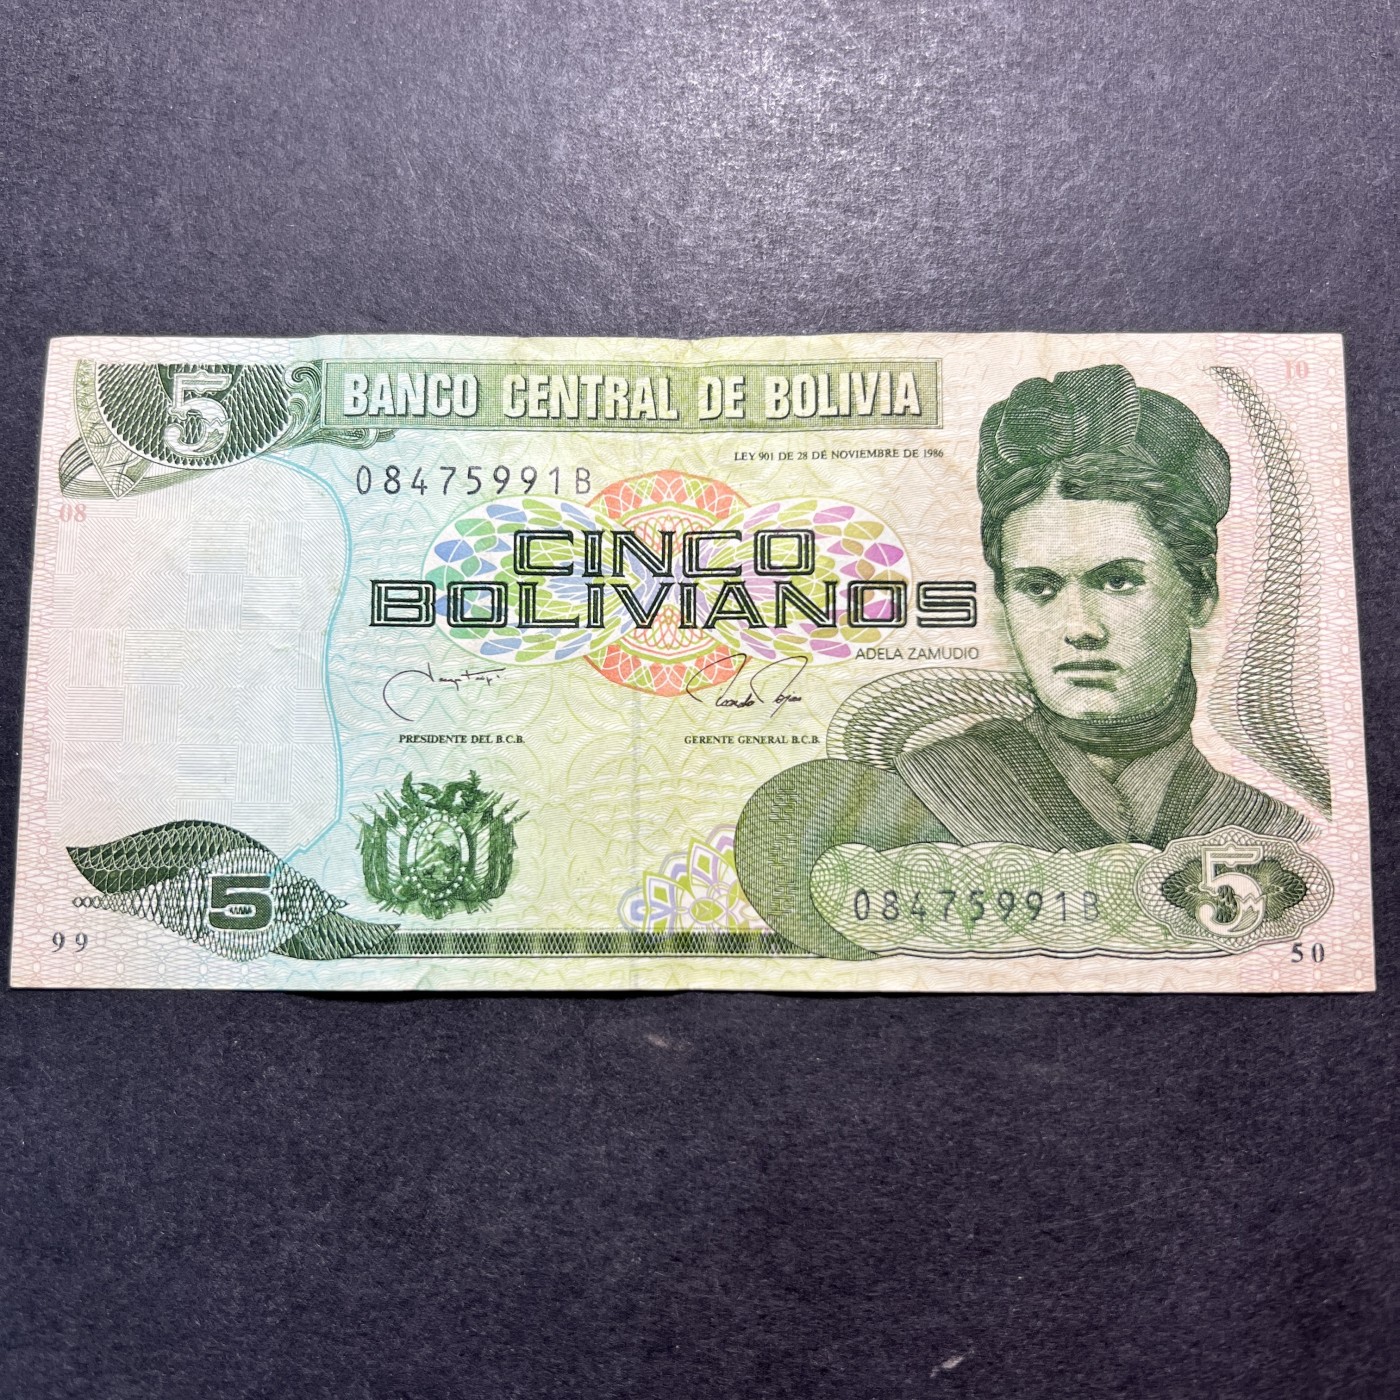 5
BANCO CENTRAL DE BOLIVIA
10
LEY 901 DE 28 DE NOVIEMBRE DE 1986
08475991B
08
CINCO
BOLIVIANOS
ADELA ZAMUDIO
PRESIDENTE DEL B.C.B.
GERENTE GENERAL B.C.B.
5
08475991B
5
99
50